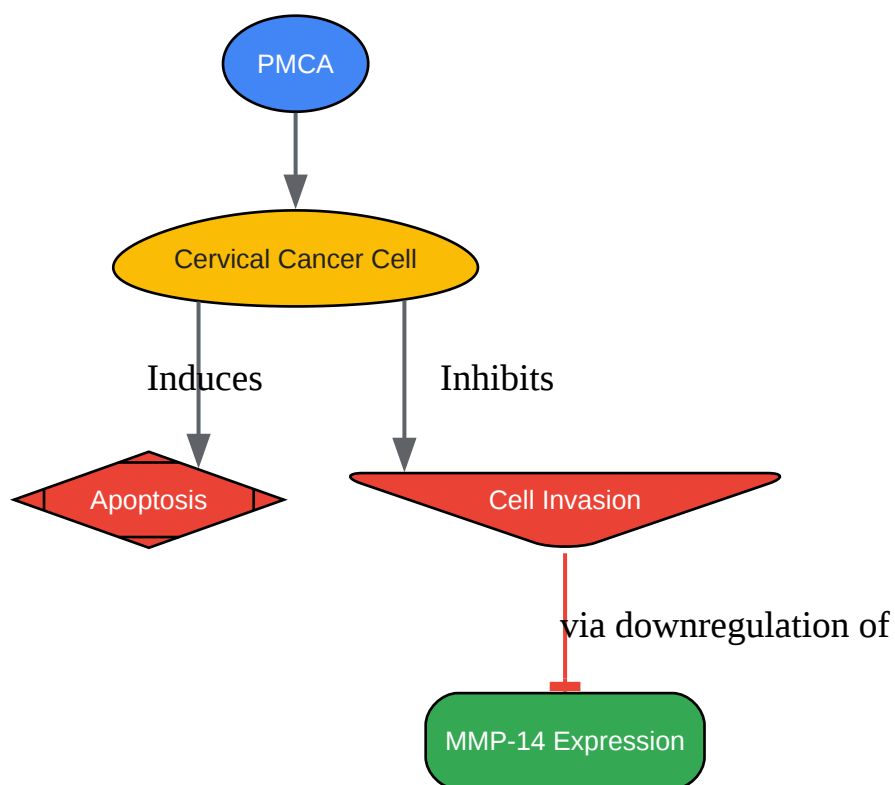 PMCA
Cervical Cancer Cell
Induces
Inhibits
Apoptosis
Cell Invasion
via downregulation of
MMP-14 Expression